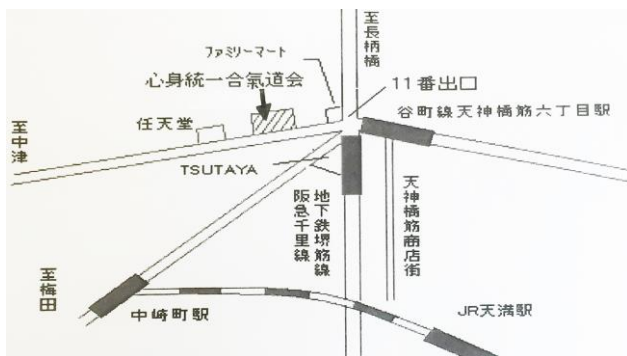 至長柄橋
ファミリーマート
心身統一合氣道会
11番出口
任天堂
谷町線天神橋筋六丁目駅
至中津
TSUTAYA
地下鉄堺筋線
阪急千里線
天神橋筋商店街
至梅田
中崎町駅
JR天満駅